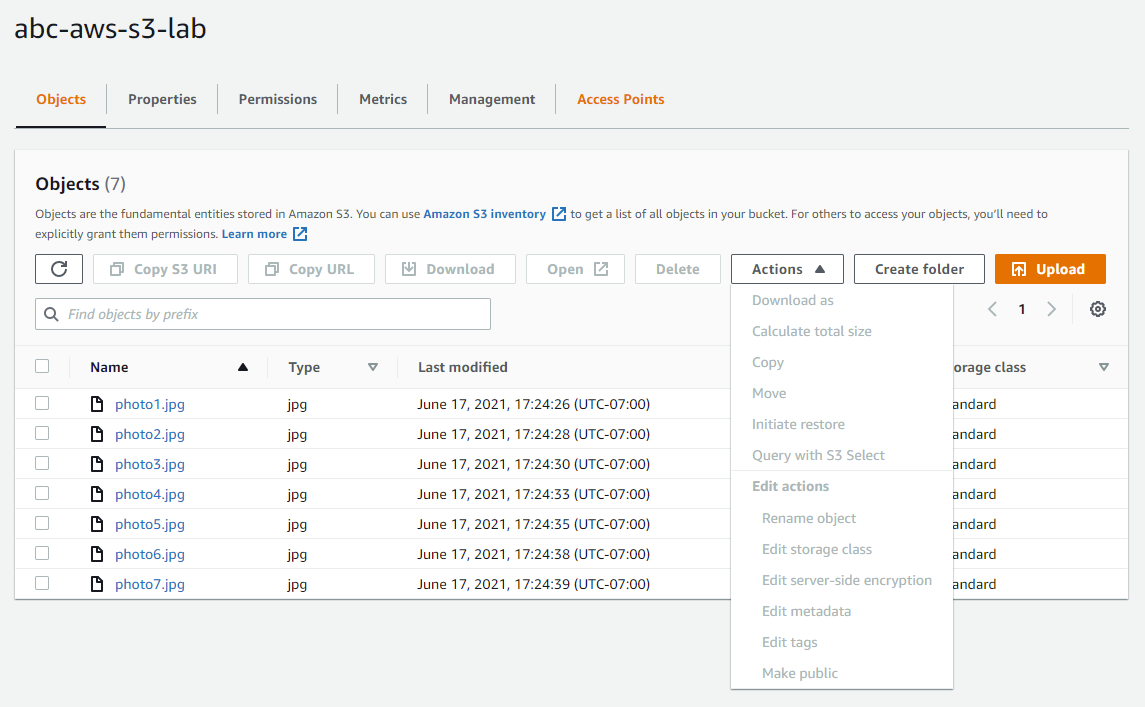 abc-aws-s3-lab
Objects Properties Permissions Metrics Management Access Points
Objects (7)
Objects are the fundamental entities stored in Amazon S3. You can use Amazon S3 inventory to get a list of all objects in your bucket. For others to access your objects, you'll need to
explicitly grant them permissions. Learn more
Copy S3 URI Copy URL Download Open Delete Actions Create folder Upload
Find objects by prefix 1
Name Type Last modified orage class
photo1.jpg jpg June 17, 2021, 17:24:26 (UTC-07:00) andard
photo2.jpg jpg June 17, 2021, 17:24:28 (UTC-07:00) andard
photo3.jpg jpg June 17, 2021, 17:24:30 (UTC-07:00) andard
photo4.jpg jpg June 17, 2021, 17:24:33 (UTC-07:00) andard
photo5.jpg jpg June 17, 2021, 17:24:35 (UTC-07:00) andard
photo6.jpg jpg June 17, 2021, 17:24:38 (UTC-07:00) andard
photo7.jpg jpg June 17, 2021, 17:24:39 (UTC-07:00) andard
Download as
Calculate total size
Copy
Move
Initiate restore
Query with S3 Select
Edit actions
Rename object
Edit storage class
Edit server-side encryption
Edit metadata
Edit tags
Make public